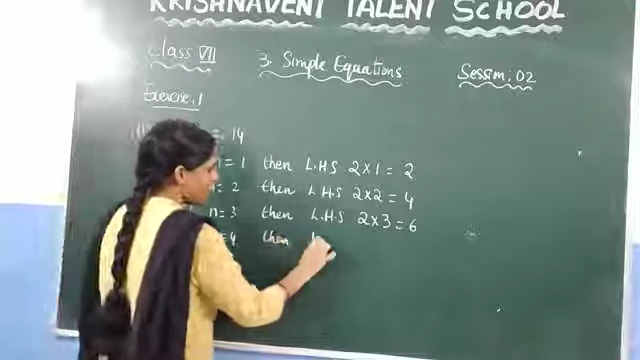 KRISHNAVENI TALENT SCHOOL
Class VII
3. Simple Equations
Session: 02
Exercise: 1
= 14
= 1 then L.H.S 2×1 = 2
= 2 then L.H.S 2×2 = 4
n = 3 then L.H.S 2×3 = 6
= 4 then